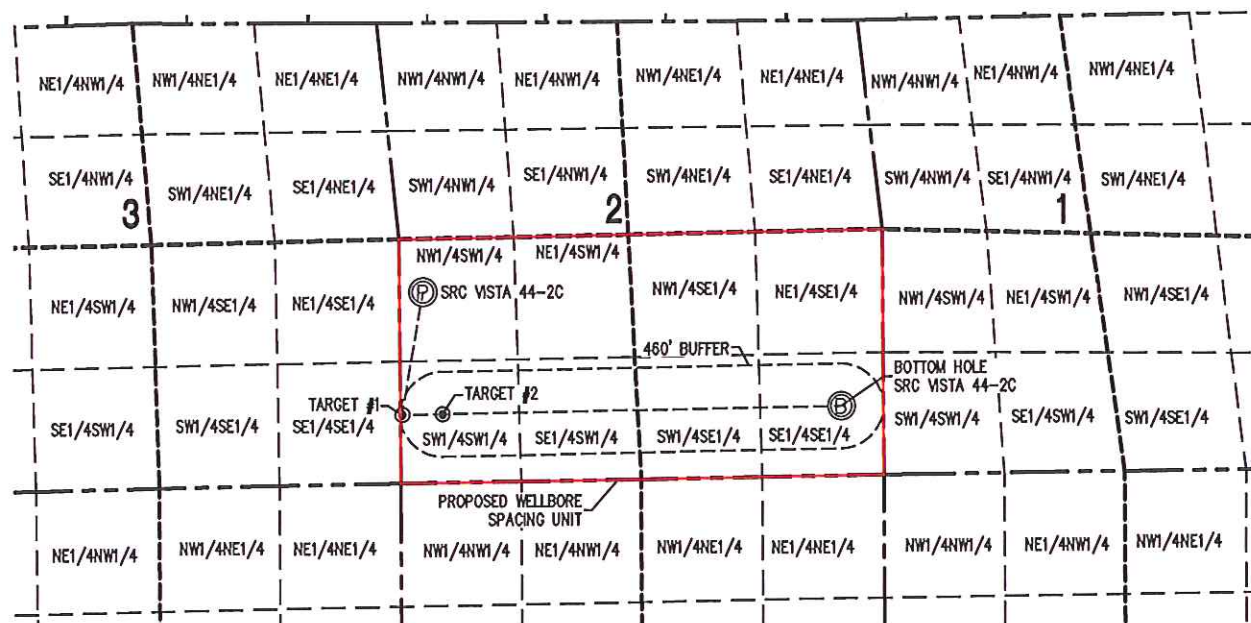 NE1/4NW1/4 NW1/4NE1/4 NE1/4NE1/4 NW1/4NW1/4 NE1/4NW1/4 NW1/4NE1/4 NE1/4NE1/4 NW1/4NW1/4 NE1/4NW1/4 NW1/4NE1/4
SE1/4NW1/4 SW1/4NE1/4 SE1/4NE1/4 SW1/4NW1/4 SE1/4NW1/4 SW1/4NE1/4 SE1/4NE1/4 SW1/4NW1/4 SE1/4NW1/4 SW1/4NE1/4
3 2 1
NW1/4SW1/4 NE1/4SW1/4
P SRC VISTA 44-2C
NE1/4SW1/4 NW1/4SE1/4 NE1/4SE1/4 NW1/4SE1/4 NE1/4SE1/4 NW1/4SW1/4 NE1/4SW1/4 NW1/4SE1/4
460' BUFFER
BOTTOM HOLE
SRC VISTA 44-2C
B
TARGET #1 TARGET #2
SE1/4SW1/4 SW1/4SE1/4 SE1/4SE1/4 SW1/4SW1/4 SE1/4SW1/4 SW1/4SE1/4 SE1/4SE1/4 SW1/4SW1/4 SE1/4SW1/4 SW1/4SE1/4
PROPOSED WELLBORE
SPACING UNIT
NE1/4NW1/4 NW1/4NE1/4 NE1/4NE1/4 NW1/4NW1/4 NE1/4NW1/4 NW1/4NE1/4 NE1/4NE1/4 NW1/4NW1/4 NE1/4NW1/4 NW1/4NE1/4